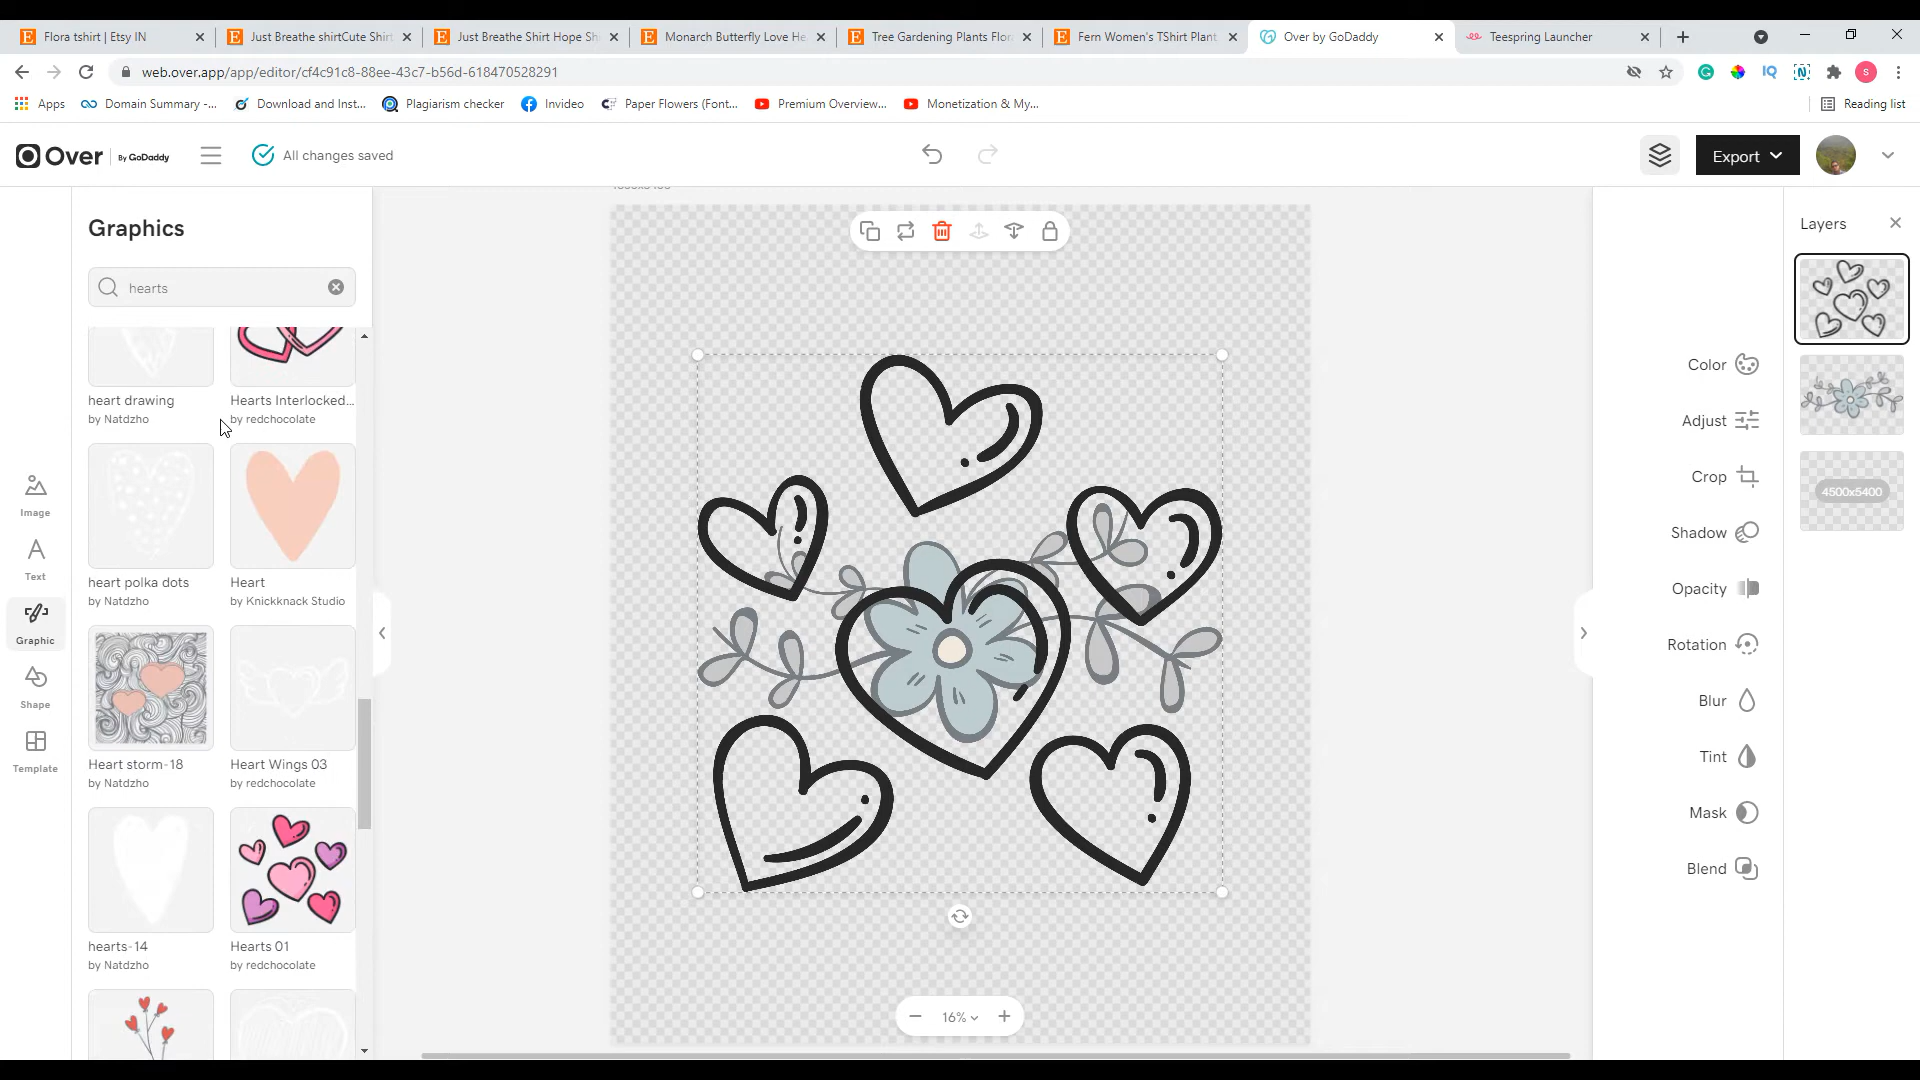 Flora tshirt | Etsy IN
Just Breathe shirtCute Shirt
Just Breathe Shirt Hope Sh
Monarch Butterfly Love He
Tree Gardening Plants Flor
Fern Women's TShirt Plant
Over by GoDaddy
Teespring Launcher
web.over.app/app/editor/cf4c91c8-88ee-43c7-b56d-618470528291
Apps
Domain Summary -...
Download and Inst...
Plagiarism checker
Invideo
Paper Flowers (Font...
Premium Overview...
Monetization & My...
Reading list
Over
By GoDaddy
All changes saved
Export
Graphics
hearts
heart drawing
by Natdzho
Hearts Interlocked...
by redchocolate
heart polka dots
by Natdzho
Heart
by Knickknack Studio
Heart storm-18
by Natdzho
Heart Wings 03
by redchocolate
hearts-14
by Natdzho
Hearts 01
by redchocolate
Image
Text
Graphic
Shape
Template
16%
Color
Adjust
Crop
Shadow
Opacity
Rotation
Blur
Tint
Mask
Blend
Layers
4500x5400